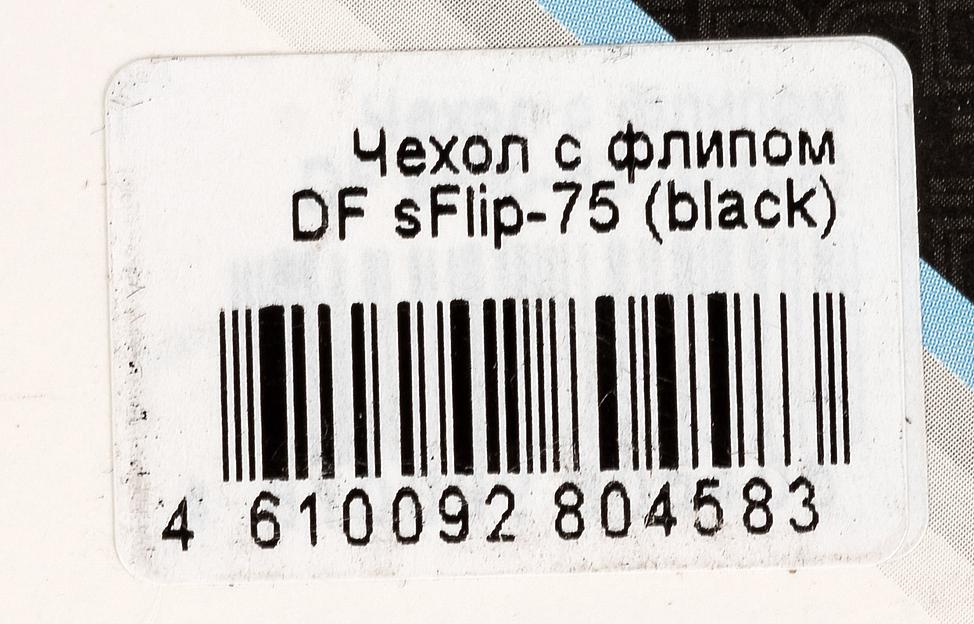 Чехол с флипом
DF sFlip-75 (black)
4 610092 804583